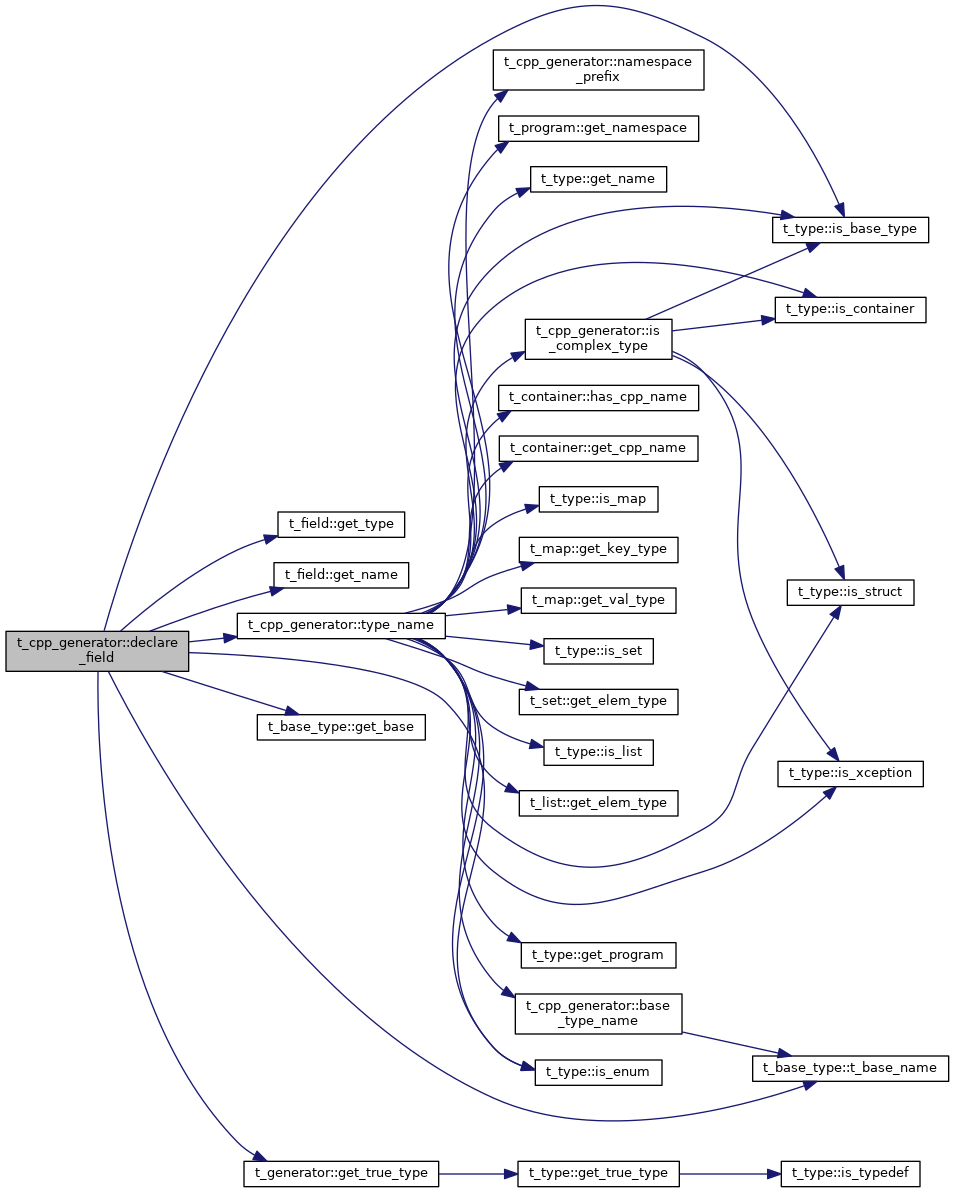 t_cpp_generator::namespace
_prefix
t_program::get_namespace
t_type::get_name
t_type::is_base_type
t_type::is_container
t_cpp_generator::is
_complex_type
t_container::has_cpp_name
t_container::get_cpp_name
t_type::is_map
t_field::get_type
t_map::get_key_type
t_field::get_name
t_type::is_struct
t_map::get_val_type
t_cpp_generator::type_name
t_cpp_generator::declare
_field
t_type::is_set
t_set::get_elem_type
t_base_type::get_base
t_type::is_list
t_type::is_xception
t_list::get_elem_type
t_type::get_program
t_cpp_generator::base
_type_name
t_base_type::t_base_name
t_type::is_enum
t_generator::get_true_type
t_type::get_true_type
t_type::is_typedef